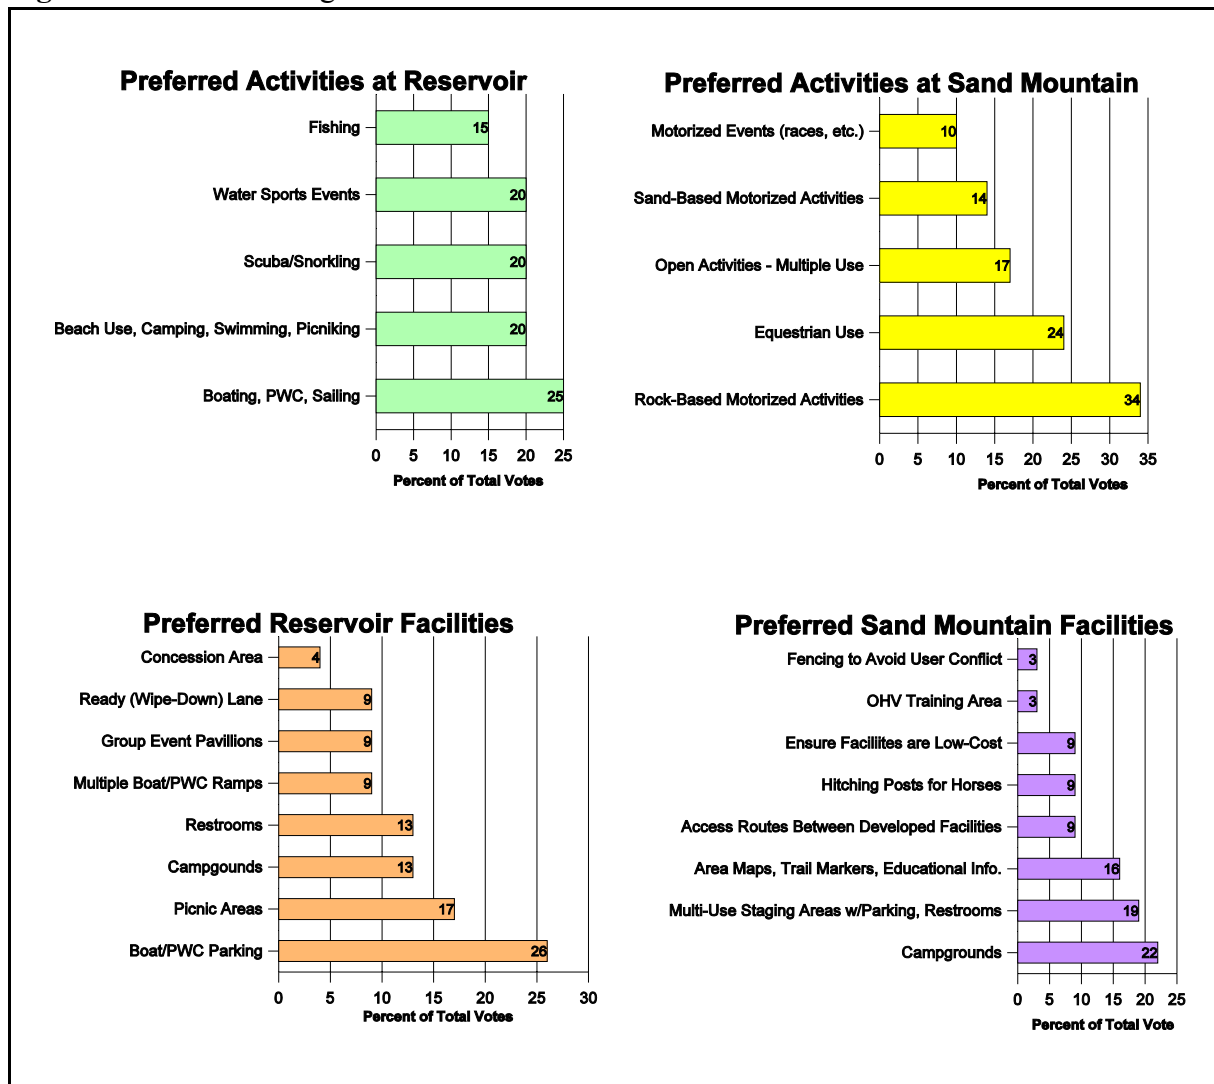 Preferred Activities at Reservoir
Fishing 15
Water Sports Events 20
Scuba/Snorkling 20
Beach Use, Camping, Swimming, Picniking 20
Boating, PWC, Sailing 25
0 5 10 15 20 25
Percent of Total Votes
Preferred Activities at Sand Mountain
Motorized Events (races, etc.) 10
Sand-Based Motorized Activities 14
Open Activities - Multiple Use 17
Equestrian Use 24
Rock-Based Motorized Activities 34
0 5 10 15 20 25 30 35
Percent of Total Votes
Preferred Reservoir Facilities
Concession Area 4
Ready (Wipe-Down) Lane 9
Group Event Pavillions 9
Multiple Boat/PWC Ramps 9
Restrooms 13
Campgounds 13
Picnic Areas 17
Boat/PWC Parking 26
0 5 10 15 20 25 30
Percent of Total Votes
Preferred Sand Mountain Facilities
Fencing to Avoid User Conflict 3
OHV Training Area 3
Ensure Faciliites are Low-Cost 9
Hitching Posts for Horses 9
Access Routes Between Developed Facilities 9
Area Maps, Trail Markers, Educational Info. 16
Multi-Use Staging Areas w/Parking, Restrooms 19
Campgrounds 22
0 5 10 15 20 25
Percent of Total Vote